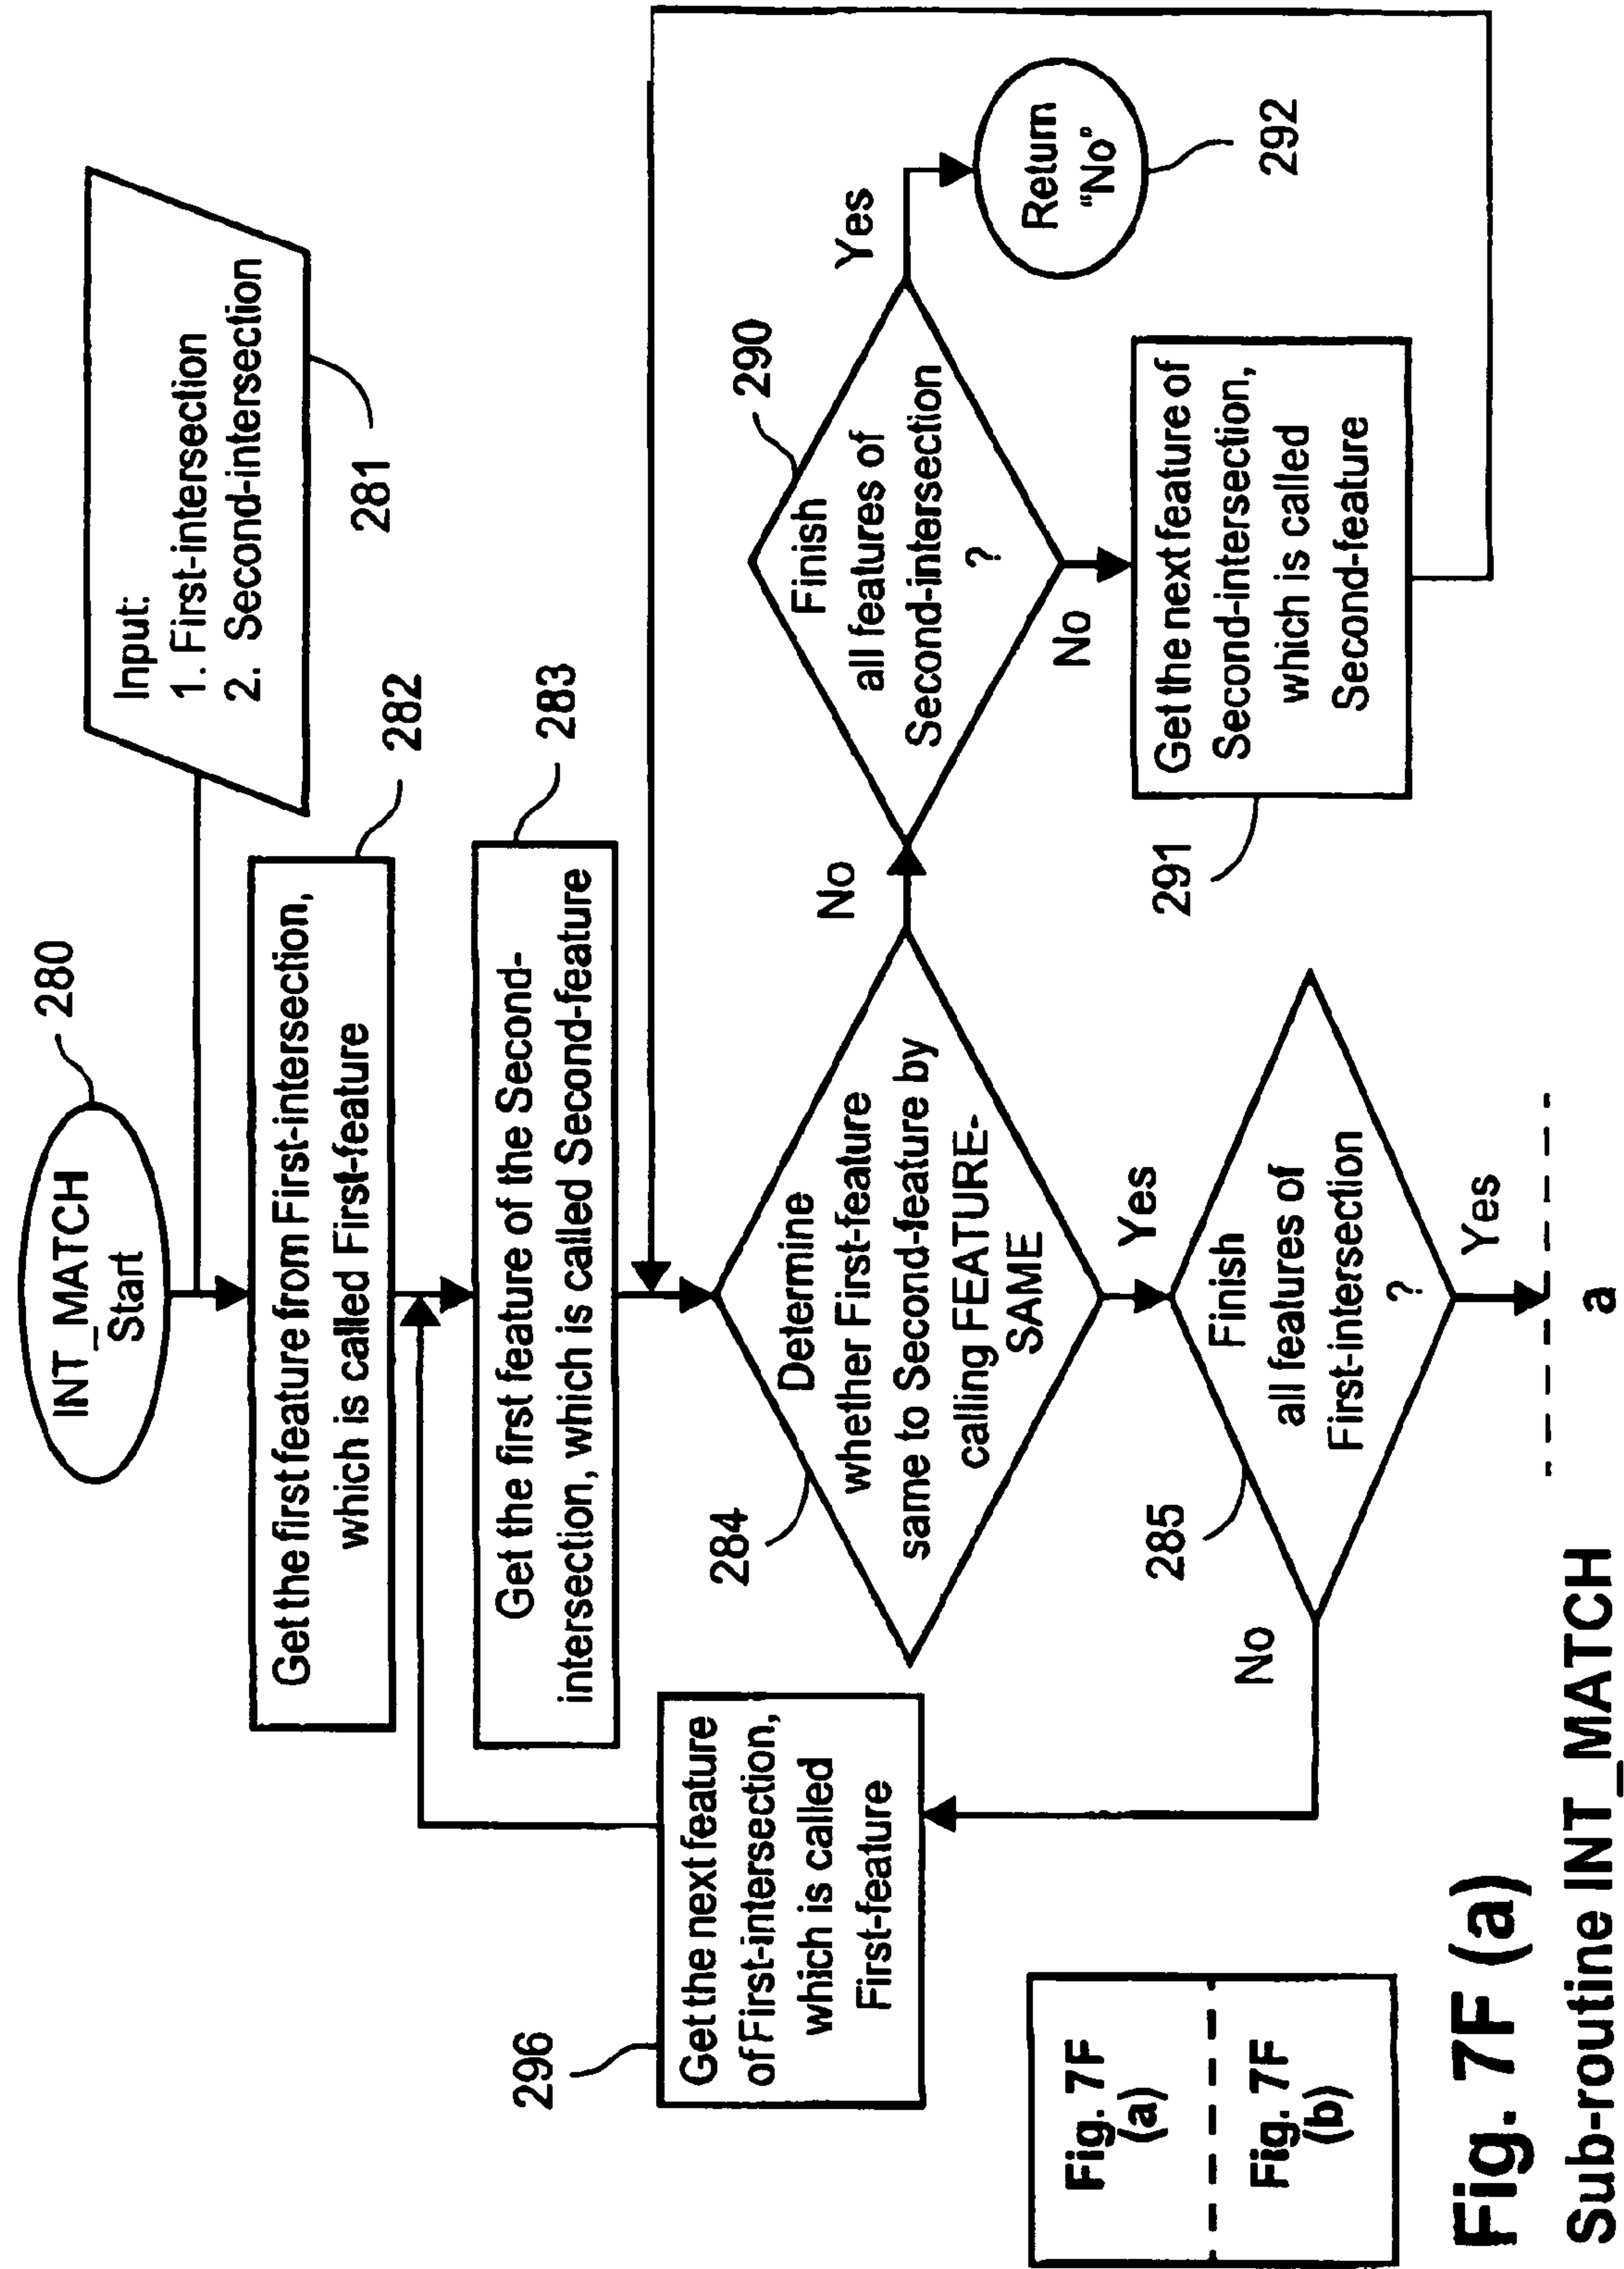 INT_MATCH
Start
280
Input:
1. First-intersection
2. Second-intersection
281
Get the first feature from First-intersection,
which is called First-feature
282
Get the first feature of the Second-
intersection, which is called Second-feature
283
296
Get the next feature
of First-intersection,
which is called
First-feature
284
Determine
whether First-feature
same to Second-feature by
calling FEATURE-
SAME
No
Finish
all features of
Second-intersection
?
290
Yes
Return
"No"
292
No
Get the next feature of
Second-intersection,
which is called
Second-feature
291
Yes
285
Finish
all features of
First-intersection
?
No
Yes
a
Fig. 7F
(a)
Fig. 7F
(b)
Fig. 7F (a)
Sub-routine INT_MATCH